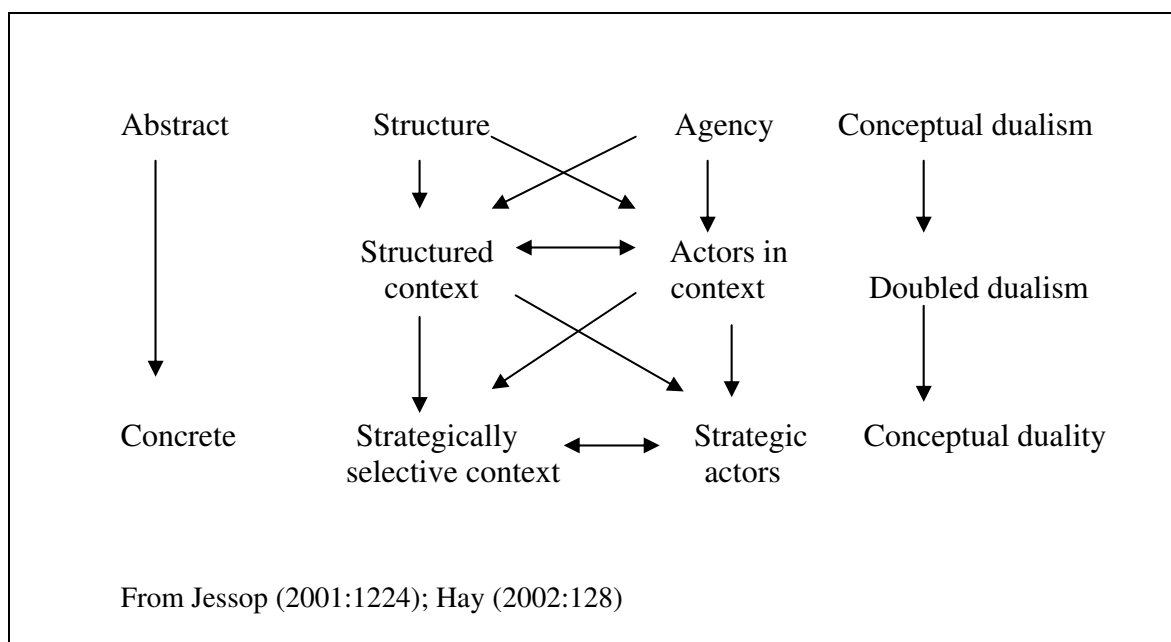 Abstract Structure Agency Conceptual dualism
Structured Actors in
context context Doubled dualism
Concrete Strategically Strategic Conceptual duality
selective context actors
From Jessop (2001:1224); Hay (2002:128)